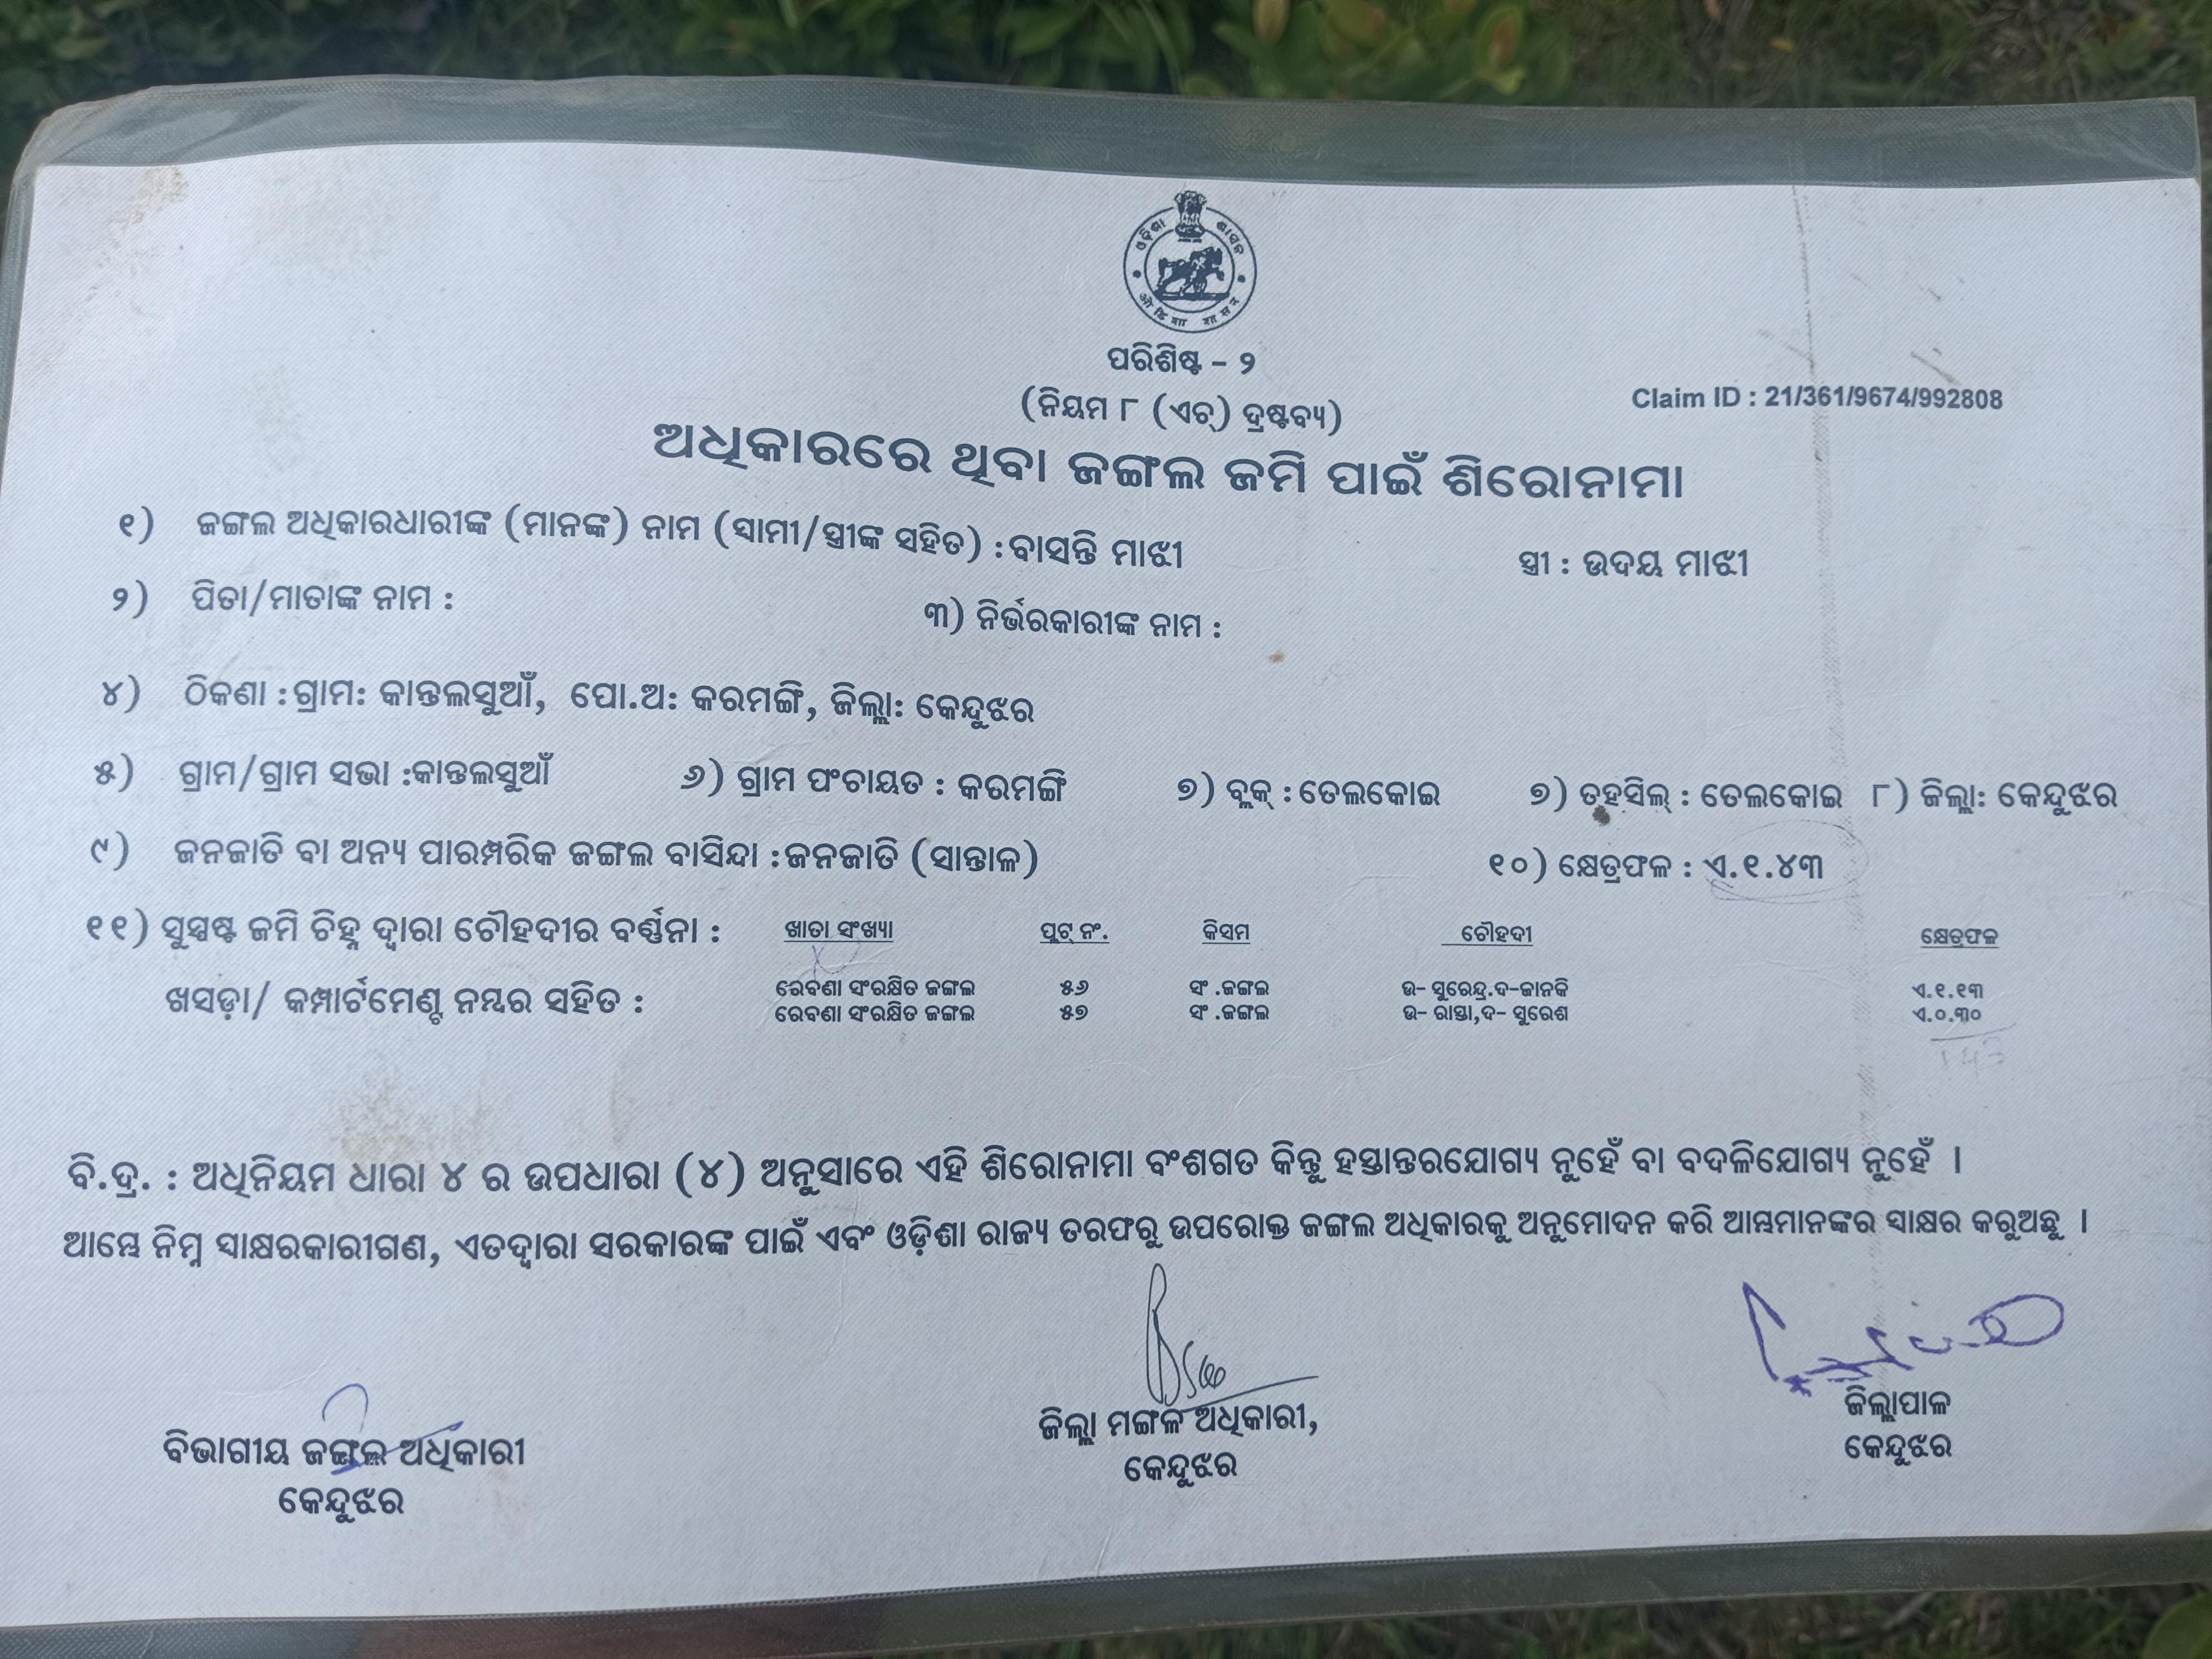 ଓଡ଼ିଶା ଶାସନ
ओडिशा शासन
ପରିଶିଷ୍ଟ - ୨
(ନିୟମ ୮ (ଏଚ୍) ଦ୍ରଷ୍ଟବ୍ୟ)
Claim ID : 21/361/9674/992808
ଅଧିକାରରେ ଥିବା ଜଙ୍ଗଲ ଜମି ପାଇଁ ଶିରୋନାମା
୧) ଜଙ୍ଗଲ ଅଧିକାରଧାରୀଙ୍କ (ମାନଙ୍କ) ନାମ (ସ୍ୱାମୀ/ସ୍ତ୍ରୀଙ୍କ ସହିତ) : ବାସନ୍ତି ମାଝୀ ସ୍ତ୍ରୀ : ଉଦୟ ମାଝୀ
୨) ପିତା/ମାତାଙ୍କ ନାମ : ୩) ନିର୍ଭରକାରୀଙ୍କ ନାମ :
୪) ଠିକଣା : ଗ୍ରାମ: କାନ୍ତଲସୁଆଁ, ପୋ.ଅ: କରମଙ୍ଗି, ଜିଲ୍ଲା: କେନ୍ଦୁଝର
୫) ଗ୍ରାମ/ଗ୍ରାମ ସଭା :କାନ୍ତଲସୁଆଁ ୬) ଗ୍ରାମ ପଂଚାୟତ : କରମଙ୍ଗି ୭) ବ୍ଲକ୍ : ତେଲକୋଇ ୭) ତହସିଲ୍ : ତେଲକୋଇ ୮) ଜିଲ୍ଲା: କେନ୍ଦୁଝର
୯) ଜନଜାତି ବା ଅନ୍ୟ ପାରମ୍ପରିକ ଜଙ୍ଗଲ ବାସିନ୍ଦା :ଜନଜାତି (ସାନ୍ତାଳ) ୧୦) କ୍ଷେତ୍ରଫଳ : ଏ.୧.୪୩
୧୧) ସୁସ୍ପଷ୍ଟ ଜମି ଚିହ୍ନ ଦ୍ୱାରା ଚୌହଦୀର ବର୍ଣ୍ଣନା : ଖାତା ସଂଖ୍ୟା ପ୍ଲଟ୍ ନଂ. କିସମ ଚୌହଦୀ କ୍ଷେତ୍ରଫଳ
ଖସଡ଼ା/ କମ୍ପାର୍ଟମେଣ୍ଟ ନମ୍ବର ସହିତ : ରେବଣା ସଂରକ୍ଷିତ ଜଙ୍ଗଲ ୫୬ ସଂ .ଜଙ୍ଗଲ ଉ- ସୁରେନ୍ଦ୍ର.ଦ-ଜାନକି ଏ.୧.୧୩
ରେବଣା ସଂରକ୍ଷିତ ଜଙ୍ଗଲ ୫୭ ସଂ .ଜଙ୍ଗଲ ଉ- ରାସ୍ତା,ଦ- ସୁରେଶ ଏ.୦.୩୦
ବି.ଦ୍ର. : ଅଧିନିୟମ ଧାରା ୪ ର ଉପଧାରା (୪) ଅନୁସାରେ ଏହି ଶିରୋନାମା ବଂଶଗତ କିନ୍ତୁ ହସ୍ତାନ୍ତରଯୋଗ୍ୟ ନୁହେଁ ବା ବଦଳିଯୋଗ୍ୟ ନୁହେଁ ।
ଆମ୍ଭେ ନିମ୍ନ ସ୍ୱାକ୍ଷରକାରୀଗଣ, ଏତଦ୍ୱାରା ସରକାରଙ୍କ ପାଇଁ ଏବଂ ଓଡ଼ିଶା ରାଜ୍ୟ ତରଫରୁ ଉପରୋକ୍ତ ଜଙ୍ଗଲ ଅଧିକାରକୁ ଅନୁମୋଦନ କରି ଆମ୍ଭମାନଙ୍କର ସ୍ୱାକ୍ଷର କରୁଅଛୁ ।
ବିଭାଗୀୟ ଜଙ୍ଗଲ ଅଧିକାରୀ
କେନ୍ଦୁଝର
ଜିଲ୍ଲା ମଙ୍ଗଳ ଅଧିକାରୀ,
କେନ୍ଦୁଝର
ଜିଲ୍ଲାପାଳ
କେନ୍ଦୁଝର